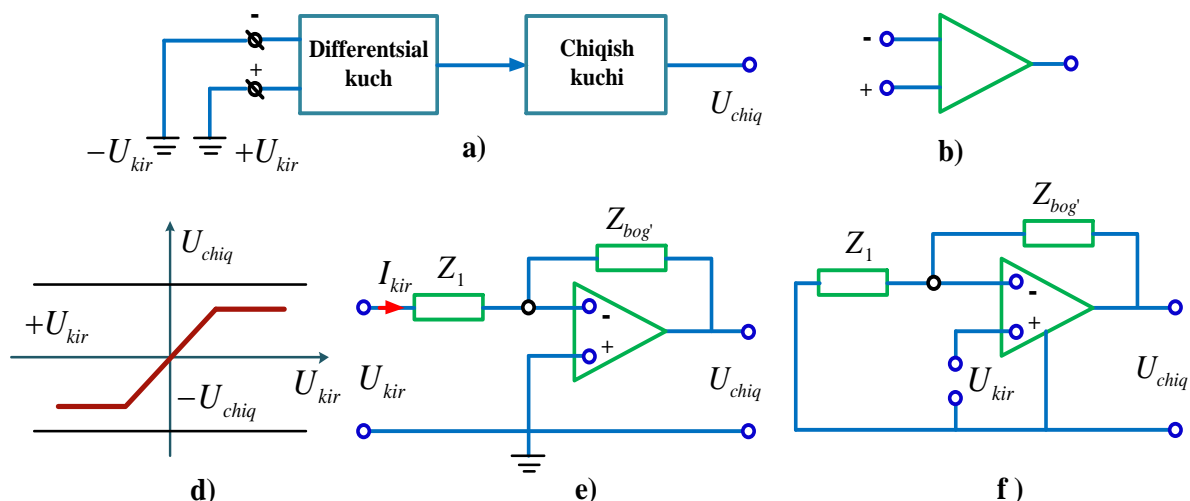 -
+
Differentsial
kuch
Chiqish
kuchi
U_chiq
-U_kir
+U_kir
a)
-
+
b)
U_chiq
+U_kir
-U_chiq
U_kir
d)
Z_bog'
I_kir
Z_1
-
+
U_kir
U_chiq
e)
Z_bog'
Z_1
-
+
U_kir
U_chiq
f )